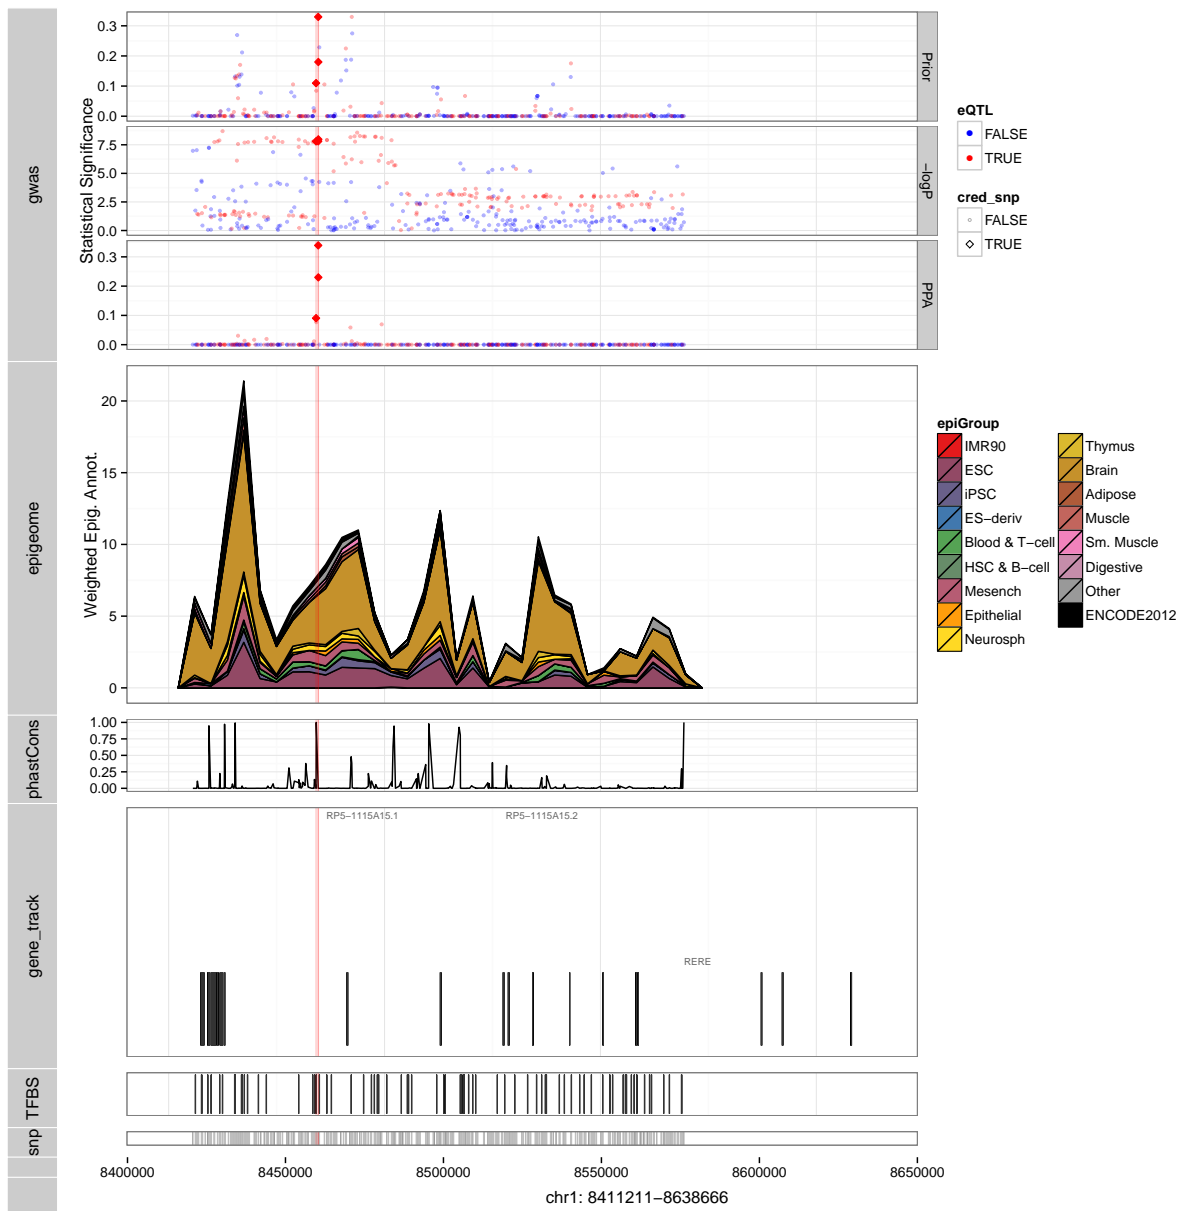 gwas
Statistical Significance
0.3
0.2
0.1
0.0
Prior
7.5
5.0
2.5
0.0
−logP
0.3
0.2
0.1
0.0
PPA
eQTL
FALSE
TRUE
cred_snp
FALSE
TRUE
epigeome
Weighted Epig. Annot.
20
15
10
5
0
epiGroup
IMR90
ESC
iPSC
ES−deriv
Blood & T−cell
HSC & B−cell
Mesench
Epithelial
Neurosph
Thymus
Brain
Adipose
Muscle
Sm. Muscle
Digestive
Other
ENCODE2012
phastCons
1.00
0.75
0.50
0.25
0.00
gene_track
RP5−1115A15.1
RP5−1115A15.2
RERE
TFBS
snp
8400000
8450000
8500000
8550000
8600000
8650000
chr1: 8411211−8638666